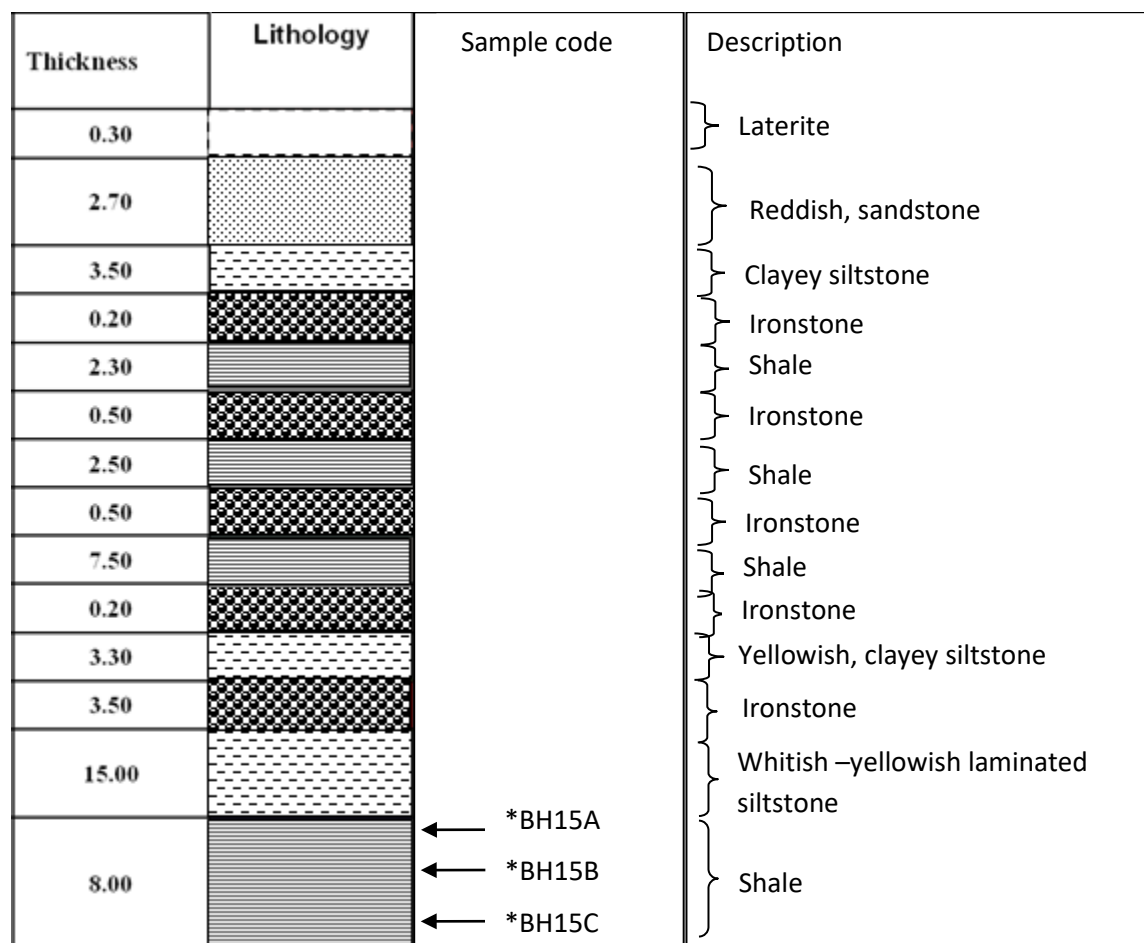 Thickness
Lithology
Sample code
Description
0.30
Laterite
2.70
Reddish, sandstone
3.50
Clayey siltstone
0.20
Ironstone
2.30
Shale
0.50
Ironstone
2.50
Shale
0.50
Ironstone
7.50
Shale
0.20
Ironstone
3.30
Yellowish, clayey siltstone
3.50
Ironstone
15.00
Whitish –yellowish laminated
siltstone
8.00
*BH15A
*BH15B
*BH15C
Shale